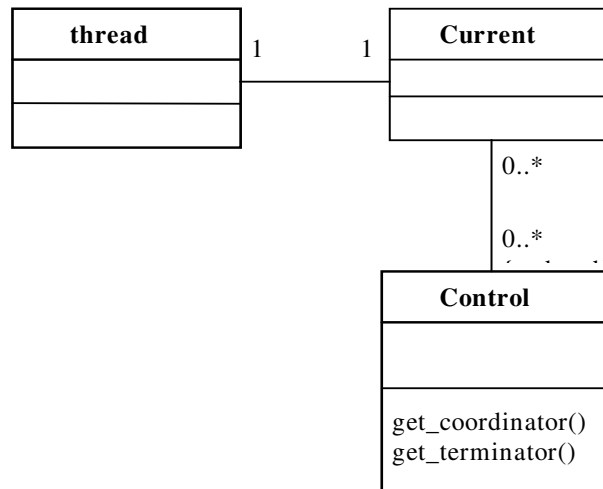 thread
Current
1 1
0..*
0..*
Control
get_coordinator()
get_terminator()